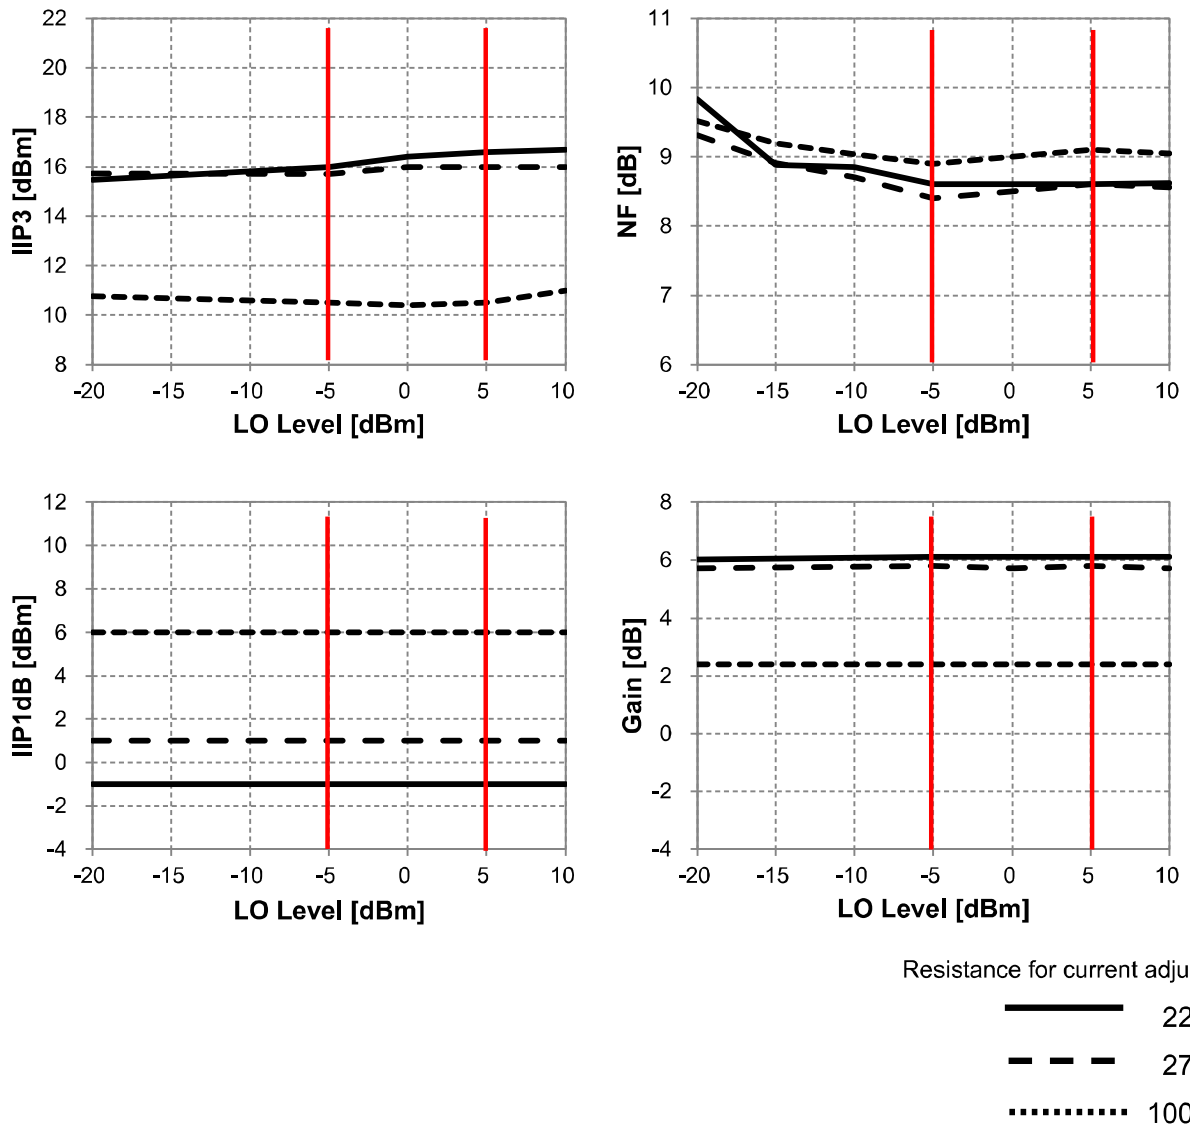 22
20
18
16
14
12
10
8
IIP3 [dBm]
-20 -15 -10 -5 0 5 10
LO Level [dBm]
11
10
9
8
7
6
NF [dB]
-20 -15 -10 -5 0 5 10
LO Level [dBm]
12
10
8
6
4
2
0
-2
-4
IIP1dB [dBm]
-20 -15 -10 -5 0 5 10
LO Level [dBm]
8
6
4
2
0
-2
-4
Gain [dB]
-20 -15 -10 -5 0 5 10
LO Level [dBm]
Resistance for current adju
22
27
100